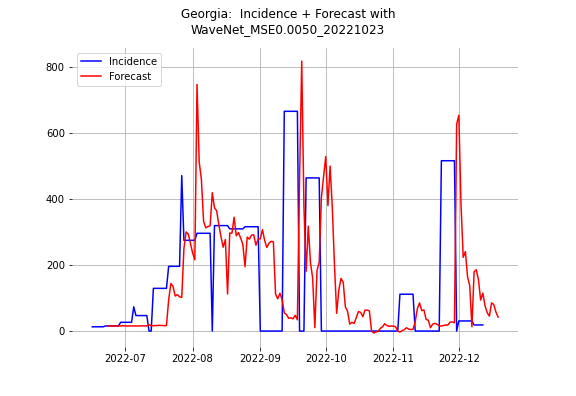 Georgia:  Incidence + Forecast with
WaveNet_MSE0.0050_20221023
Incidence
Forecast
800
600
400
200
0
2022-07 2022-08 2022-09 2022-10 2022-11 2022-12